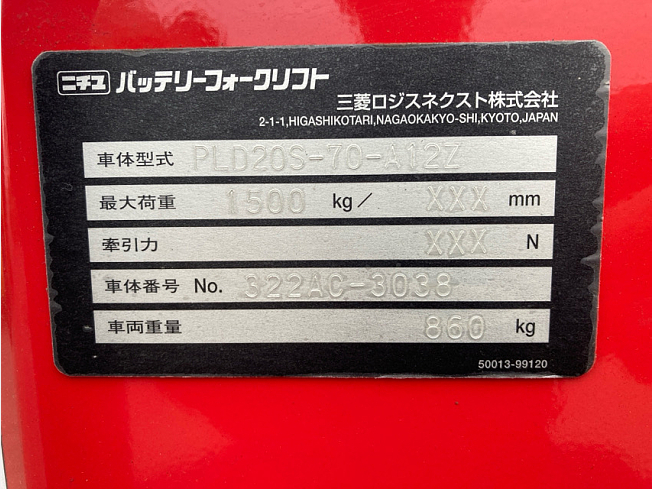 ニチユ バッテリーフォークリフト
三菱ロジスネクスト株式会社
2-1-1,HIGASHIKOTARI,NAGAOKAKYO-SHI,KYOTO,JAPAN
車体型式 PLD20S-70-A12Z
最大荷重 1500 kg/ XXX mm
牽引力 XXX N
車体番号 No. 322AC-3038
車両重量 860 kg
50013-99120